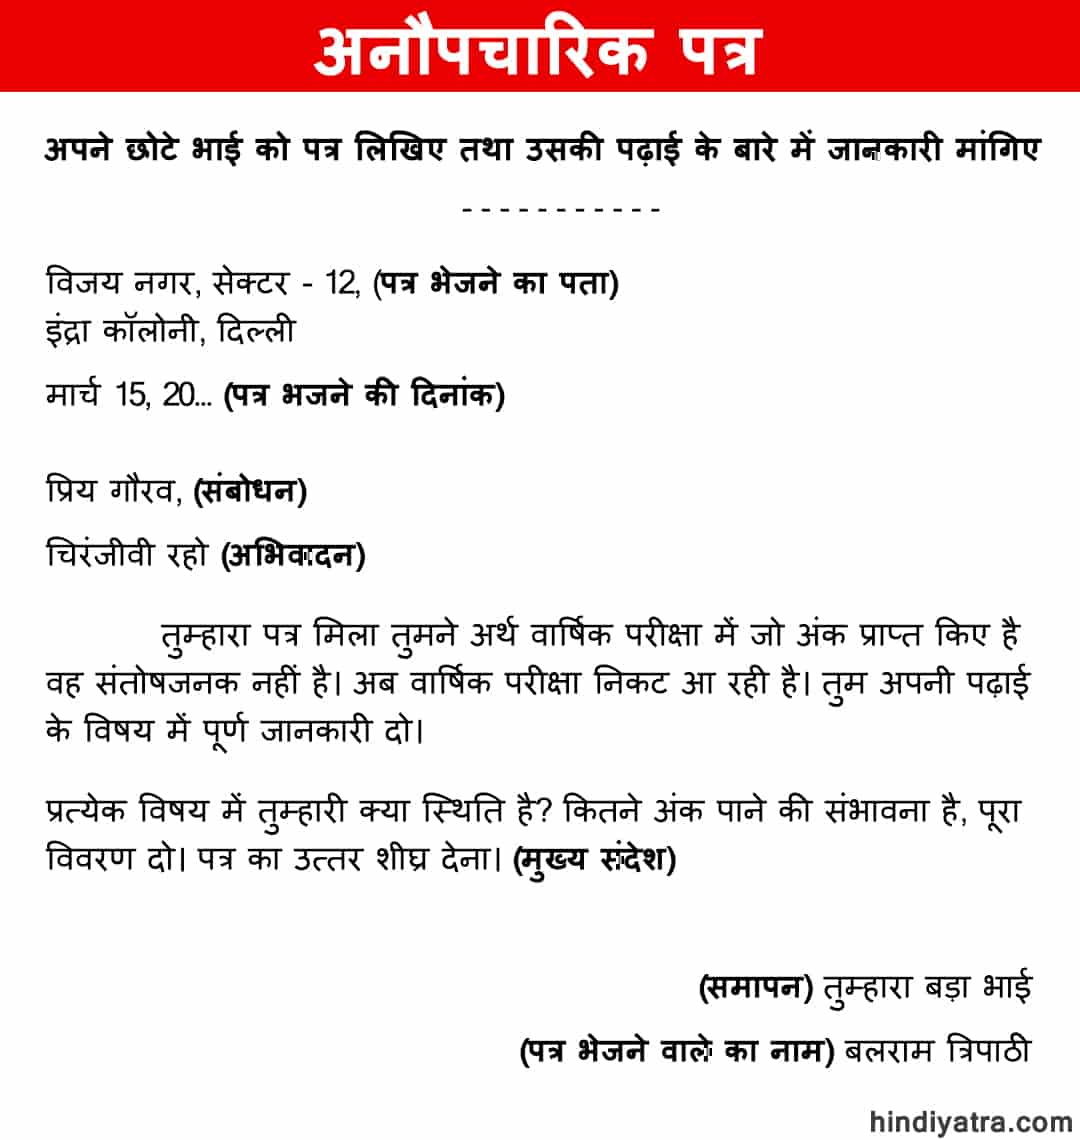 अनौपचारिक पत्र
अपने छोटे भाई को पत्र लिखिए तथा उसकी पढ़ाई के बारे में जानकारी मांगिए
- - - - - - - - - - -
विजय नगर, सेक्टर - 12, (पत्र भेजने का पता)
इंद्रा कॉलोनी, दिल्ली
मार्च 15, 20... (पत्र भजने की दिनांक)
प्रिय गौरव, (संबोधन)
चिरंजीवी रहो (अभिवादन)
तुम्हारा पत्र मिला तुमने अर्थ वार्षिक परीक्षा में जो अंक प्राप्त किए है
वह संतोषजनक नहीं है। अब वार्षिक परीक्षा निकट आ रही है। तुम अपनी पढ़ाई
के विषय में पूर्ण जानकारी दो।
प्रत्येक विषय में तुम्हारी क्या स्थिति है? कितने अंक पाने की संभावना है, पूरा
विवरण दो। पत्र का उत्तर शीघ्र देना। (मुख्य संदेश)
(समापन) तुम्हारा बड़ा भाई
(पत्र भेजने वाले का नाम) बलराम त्रिपाठी
hindiyatra.com